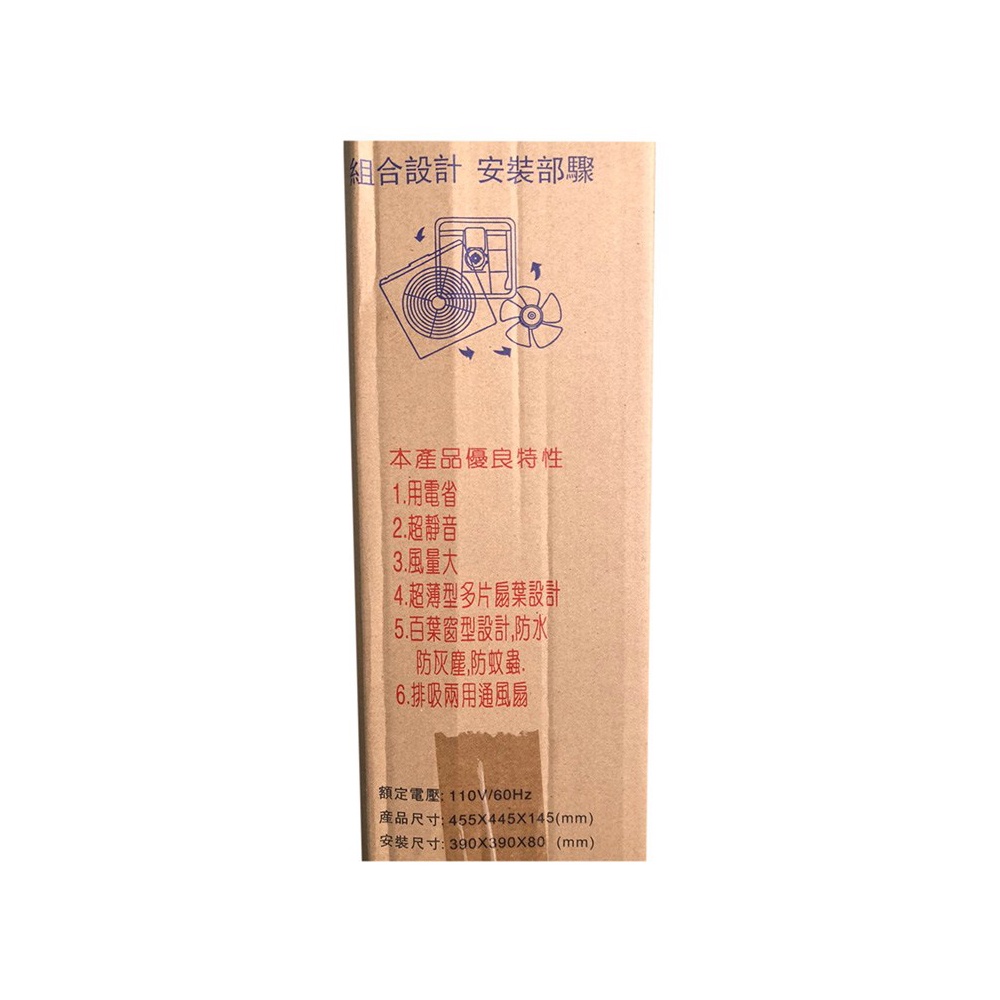 組合設計 安裝部驟
本產品優良特性
1.用電省
2.超靜音
3.風量大
4.超薄型多片扇葉設計
5.百葉窗型設計,防水
防灰塵,防蚊蟲.
6.排吸兩用通風扇
額定電壓: 110V/60Hz
產品尺寸: 455X445X145(mm)
安裝尺寸: 390X390X80 (mm)